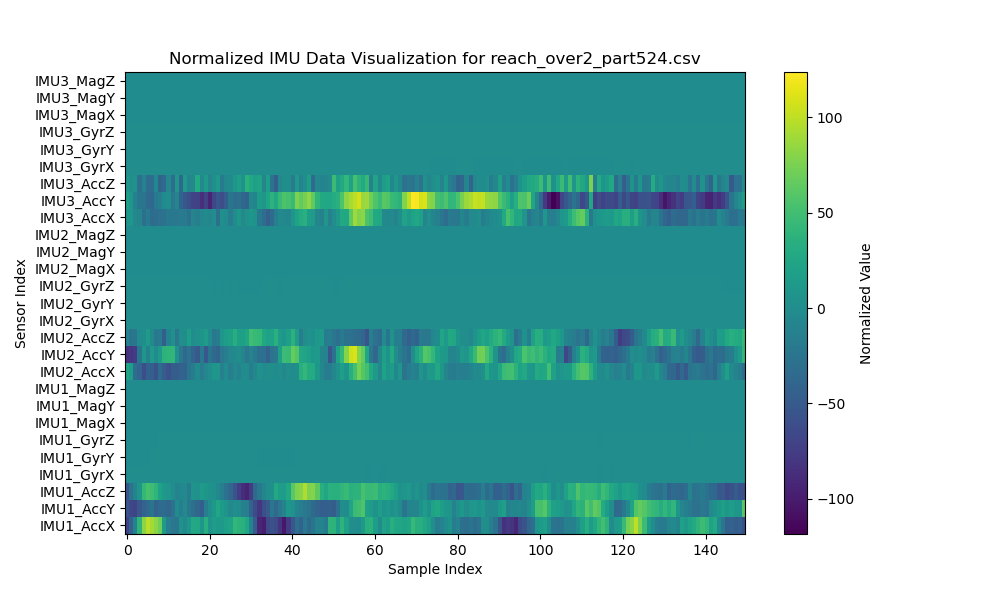 Normalized IMU Data Visualization for reach_over2_part524.csv
IMU3_MagZ
IMU3_MagY
IMU3_MagX
IMU3_GyrZ
IMU3_GyrY
IMU3_GyrX
IMU3_AccZ
IMU3_AccY
IMU3_AccX
IMU2_MagZ
IMU2_MagY
IMU2_MagX
IMU2_GyrZ
IMU2_GyrY
IMU2_GyrX
IMU2_AccZ
IMU2_AccY
IMU2_AccX
IMU1_MagZ
IMU1_MagY
IMU1_MagX
IMU1_GyrZ
IMU1_GyrY
IMU1_GyrX
IMU1_AccZ
IMU1_AccY
IMU1_AccX
Sensor Index
0 20 40 60 80 100 120 140
Sample Index
100
50
0
−50
−100
Normalized Value